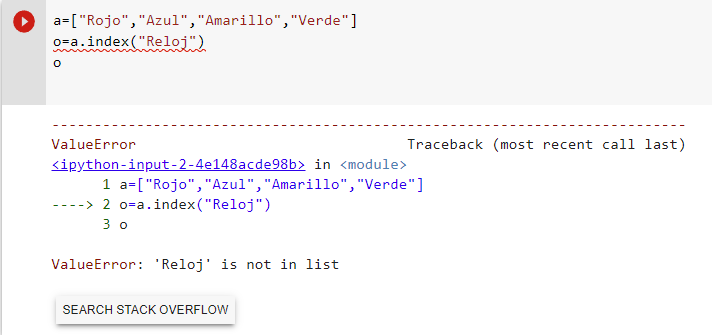 a=["Rojo","Azul","Amarillo","Verde"]
o=a.index("Reloj")
o
---------------------------------------------------------------------------
ValueError                                Traceback (most recent call last)
<ipython-input-2-4e148acde98b> in <module>
      1 a=["Rojo","Azul","Amarillo","Verde"]
----> 2 o=a.index("Reloj")
      3 o

ValueError: 'Reloj' is not in list
SEARCH STACK OVERFLOW